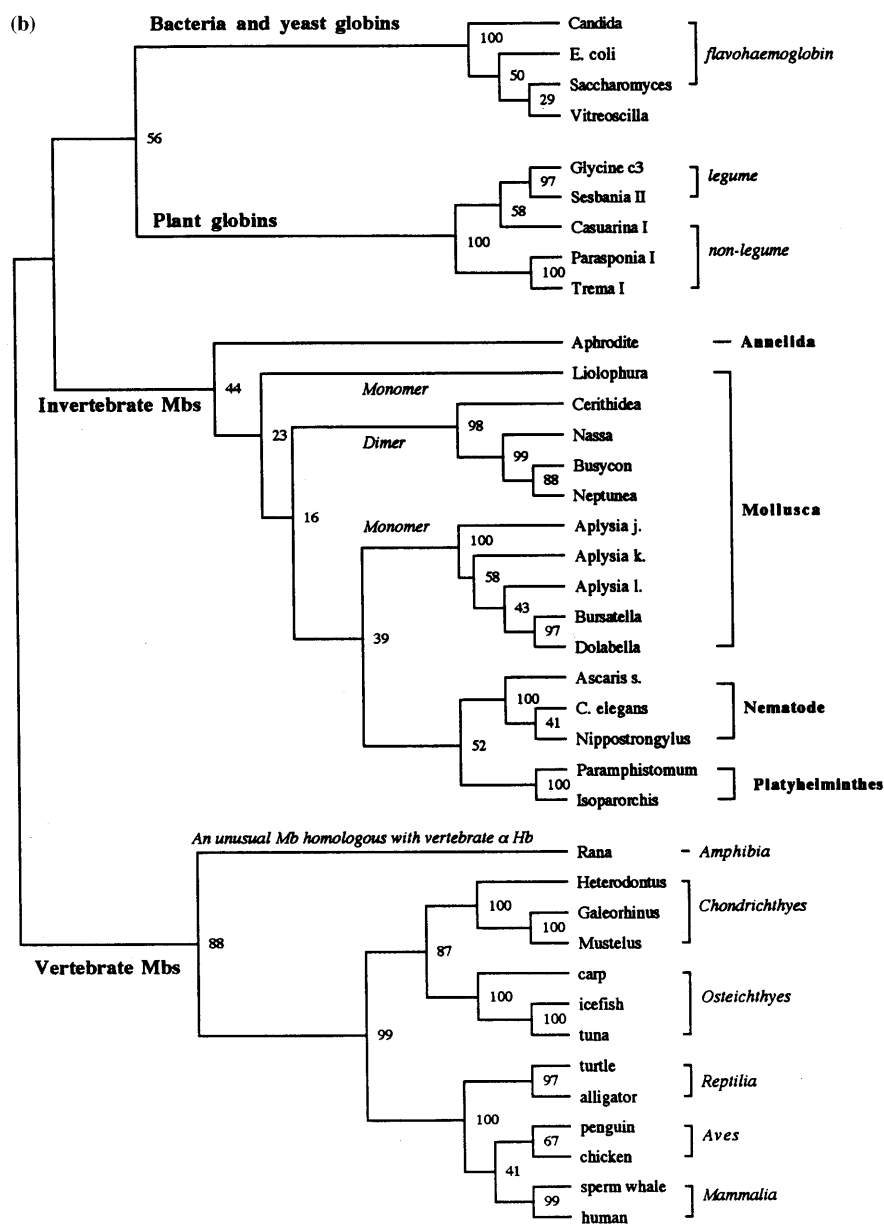 (b)
Bacteria and yeast globins
Candida
100
E. coli
flavohaemoglobin
50
Saccharomyces
29
Vitreoscilla
56
Glycine c3
97
legume
Sesbania II
58
Plant globins
Casuarina I
100
non-legume
Parasponia I
100
Trema I
Aphrodite
Annelida
44
Liolophura
Monomer
Invertebrate Mbs
Cerithidea
23
98
Dimer
Nassa
99
Busycon
88
Neptunea
Mollusca
16
Monomer
Aplysia j.
100
Aplysia k.
58
Aplysia l.
43
Bursatella
97
39
Dolabella
Ascaris s.
100
C. elegans
Nematode
41
Nippostrongylus
52
Paramphistomum
100
Platyhelminthes
Isoparorchis
An unusual Mb homologous with vertebrate α Hb
Rana
Amphibia
Heterodontus
100
Chondrichthyes
Galeorhinus
100
Mustelus
88
87
Vertebrate Mbs
carp
100
Osteichthyes
icefish
100
tuna
99
turtle
97
Reptilia
alligator
100
penguin
67
Aves
chicken
41
sperm whale
99
Mammalia
human